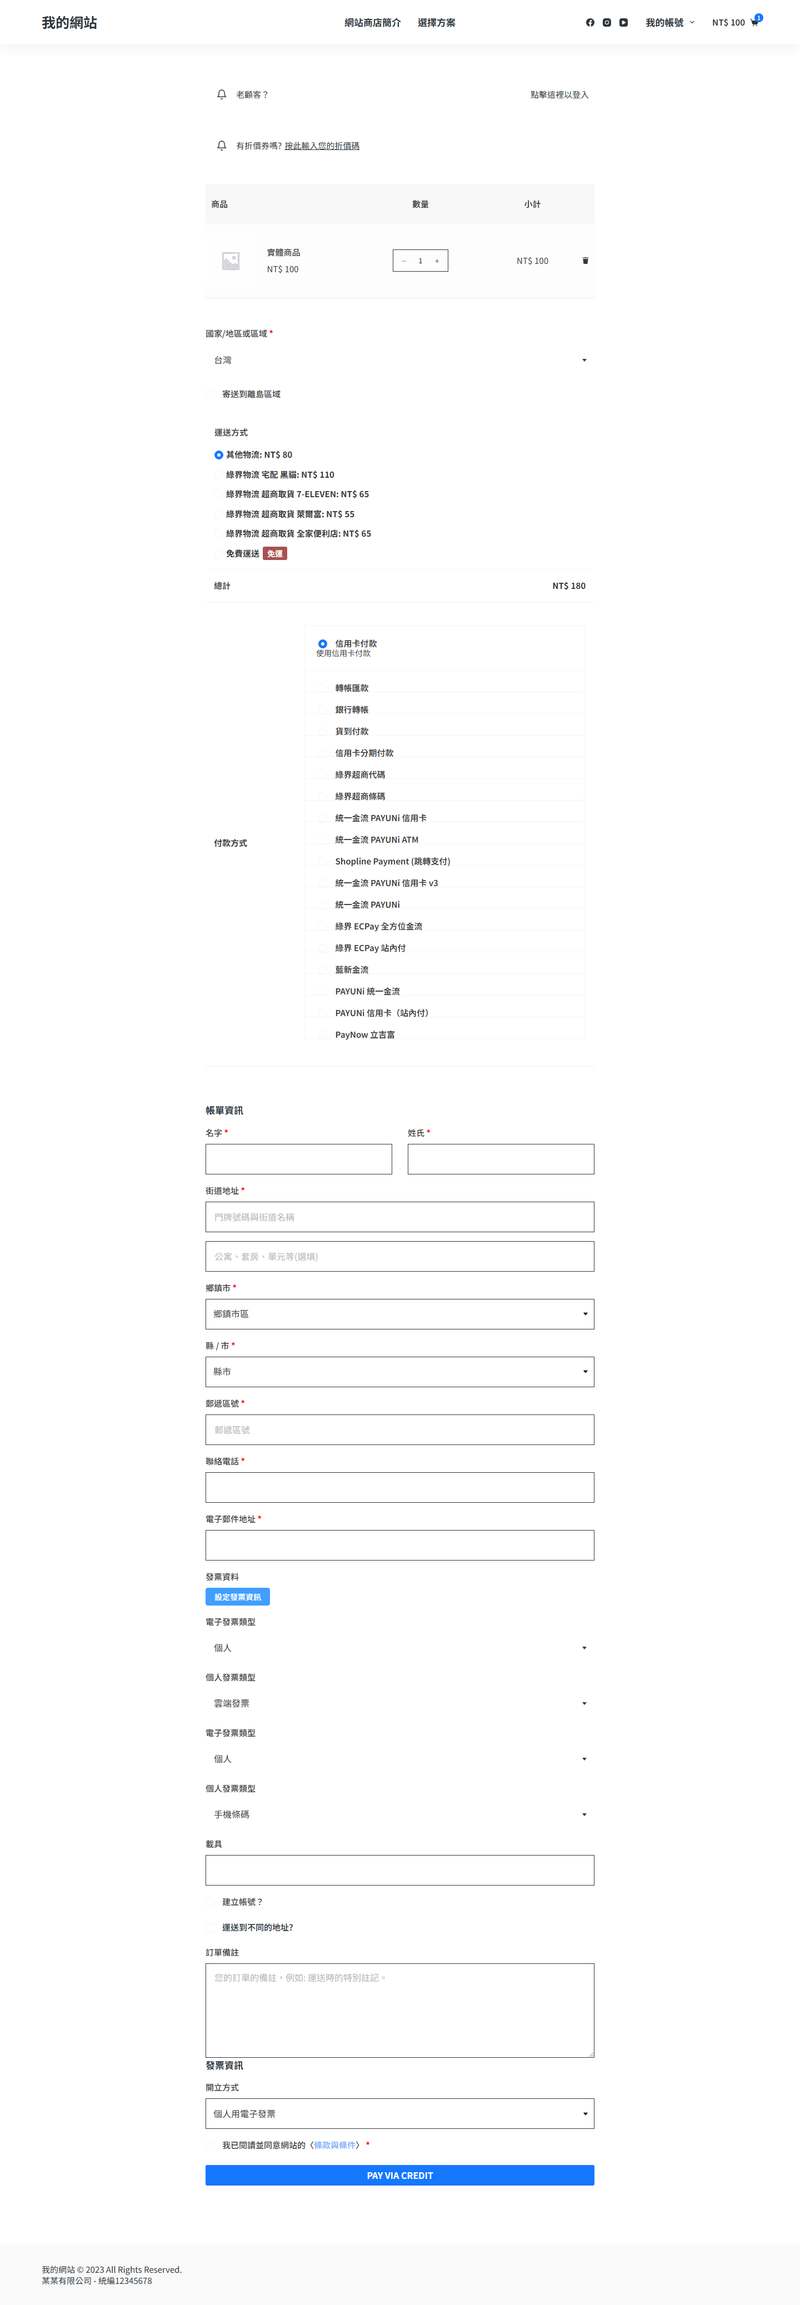 我的網站
網站商店簡介 選擇方案
我的帳號 NT$ 100 1
老顧客？ 點擊這裡以登入
有折價券嗎? 按此輸入您的折價碼
商品 數量 小計
實體商品
NT$ 100
− 1 +
NT$ 100
國家/地區或區域 *
台灣
寄送到離島區域
運送方式
其他物流: NT$ 80
綠界物流 宅配 黑貓: NT$ 110
綠界物流 超商取貨 7-ELEVEN: NT$ 65
綠界物流 超商取貨 萊爾富: NT$ 55
綠界物流 超商取貨 全家便利店: NT$ 65
免費運送 免運
總計 NT$ 180
付款方式
信用卡付款
使用信用卡付款
轉帳匯款
銀行轉帳
貨到付款
信用卡分期付款
綠界超商代碼
綠界超商條碼
統一金流 PAYUNi 信用卡
統一金流 PAYUNi ATM
Shopline Payment (跳轉支付)
統一金流 PAYUNi 信用卡 v3
統一金流 PAYUNi
綠界 ECPay 全方位金流
綠界 ECPay 站內付
藍新金流
PAYUNi 統一金流
PAYUNi 信用卡（站內付）
PayNow 立吉富
帳單資訊
名字 * 姓氏 *
街道地址 *
門牌號碼與街道名稱
公寓、套房、單元等(選填)
鄉鎮市 *
鄉鎮市區
縣 / 市 *
縣市
郵遞區號 *
郵遞區號
聯絡電話 *
電子郵件地址 *
發票資料
設定發票資訊
電子發票類型
個人
個人發票類型
雲端發票
電子發票類型
個人
個人發票類型
手機條碼
載具
建立帳號？
運送到不同的地址?
訂單備註
您的訂單的備註，例如: 運送時的特別註記。
發票資訊
開立方式
個人用電子發票
我已閱讀並同意網站的〈條款與條件〉 *
PAY VIA CREDIT
我的網站 © 2023 All Rights Reserved.
某某有限公司 - 統編12345678